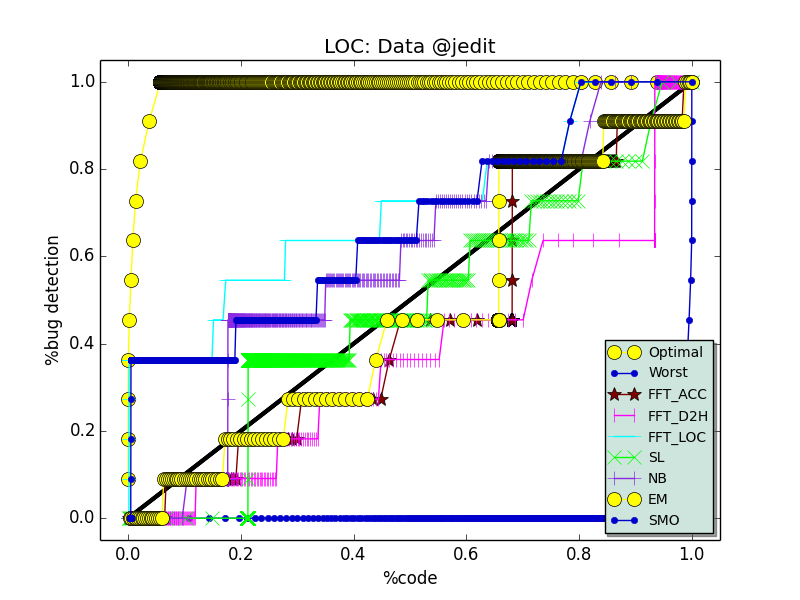 LOC: Data @jedit
1.0
0.8
0.6
0.4
0.2
0.0
%bug detection
Optimal
Worst
FFT_ACC
FFT_D2H
FFT_LOC
SL
NB
EM
SMO
0.0 0.2 0.4 0.6 0.8 1.0
%code